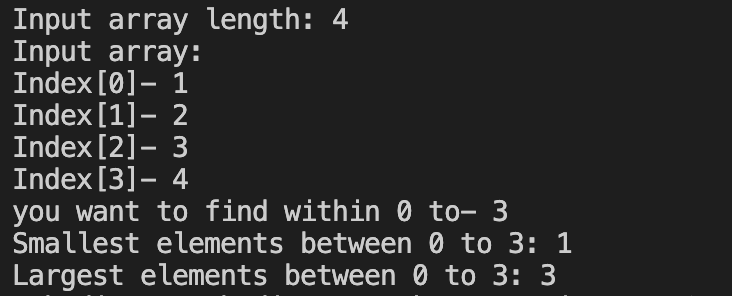 Input array length: 4
Input array:
Index[0]- 1
Index[1]- 2
Index[2]- 3
Index[3]- 4
you want to find within 0 to- 3
Smallest elements between 0 to 3: 1
Largest elements between 0 to 3: 3